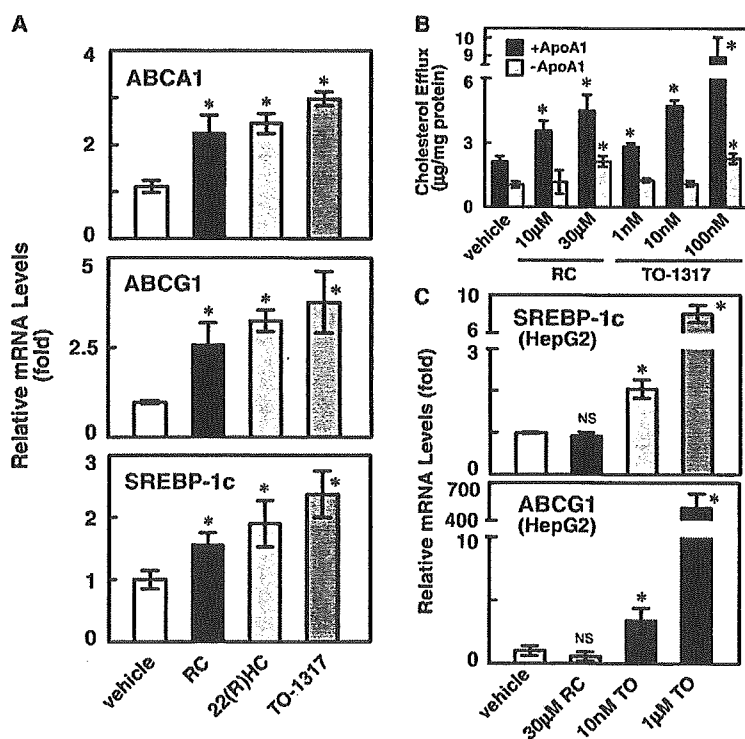 A
Relative mRNA Levels
(fold)
ABCA1
4
2
0
*
*
*
ABCG1
5
2.5
0
*
*
*
SREBP-1c
3
2
1
0
*
*
*
vehicle
RC
22(R)HC
TO-1317
B
Cholesterol Efflux
(µg/mg protein)
+ApoA1
-ApoA1
10
8
6
3
0
*
*
*
*
*
*
*
vehicle
10µM
30µM
1nM
10nM
100nM
RC
TO-1317
C
Relative mRNA Levels (fold)
SREBP-1c
(HepG2)
10
6
3
0
NS
*
*
ABCG1
(HepG2)
700
400
10
0
NS
*
*
vehicle
30µM RC
10nM TO
1µM TO